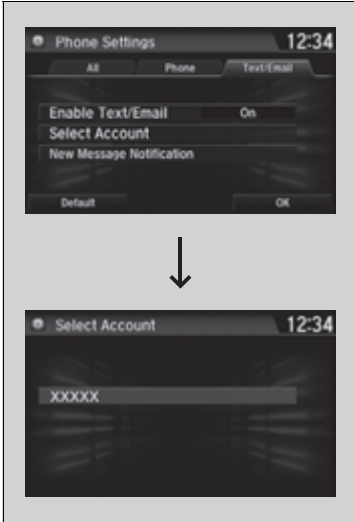 Phone Settings 12:34
All Phone Text/Email
Enable Text/Email On
Select Account
New Message Notification
Default OK
Select Account 12:34
XXXXX